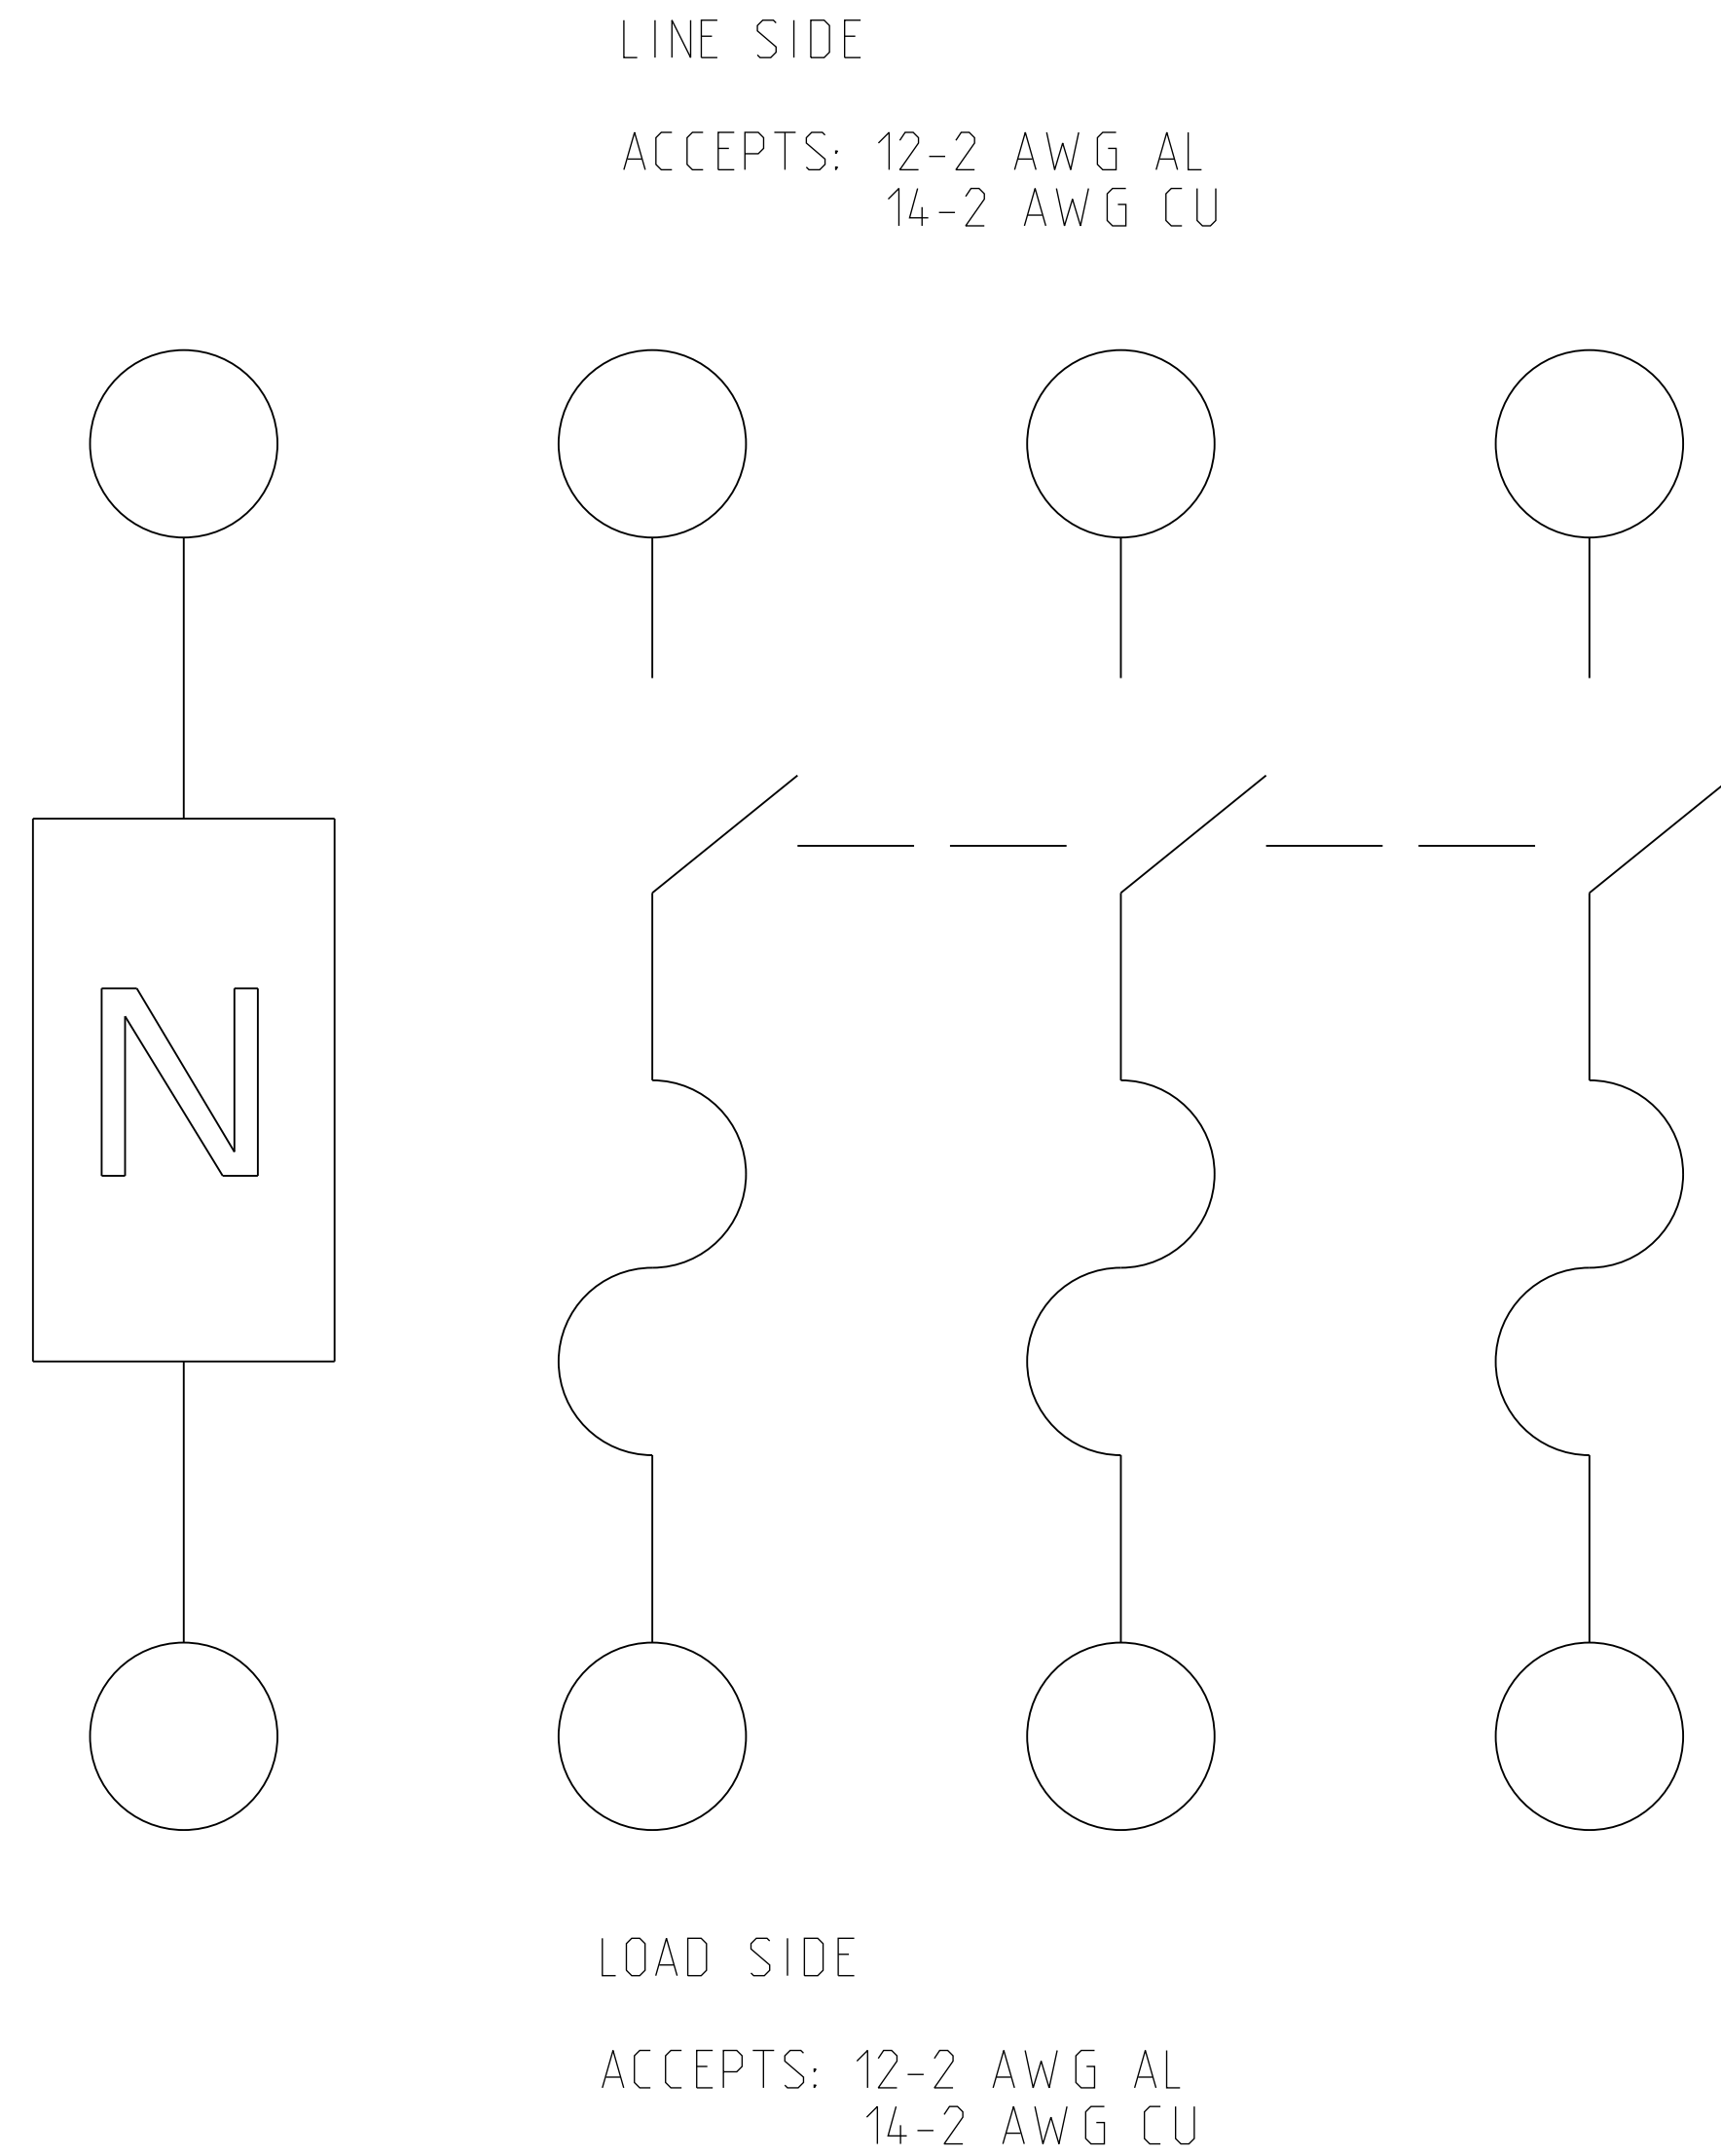 LINE SIDE
ACCEPTS: 12-2 AWG AL
14-2 AWG CU
N
LOAD SIDE
ACCEPTS: 12-2 AWG AL
14-2 AWG CU